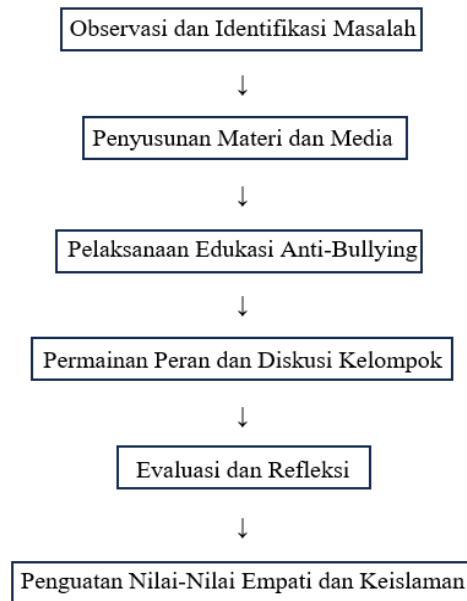 Observasi dan Identifikasi Masalah
↓
Penyusunan Materi dan Media
↓
Pelaksanaan Edukasi Anti-Bullying
↓
Permainan Peran dan Diskusi Kelompok
↓
Evaluasi dan Refleksi
↓
Penguatan Nilai-Nilai Empati dan Keislaman